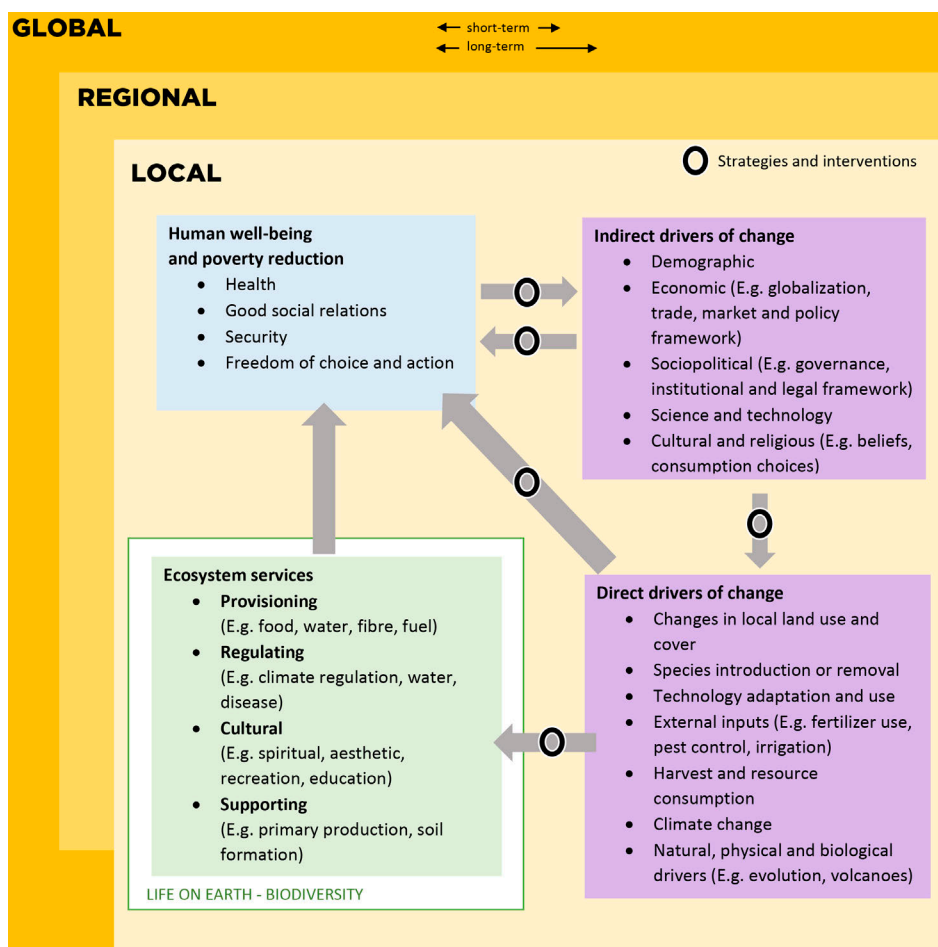 GLOBAL
short-term
long-term
REGIONAL
LOCAL
Strategies and interventions
Human well-being
and poverty reduction
• Health
• Good social relations
• Security
• Freedom of choice and action
Indirect drivers of change
• Demographic
• Economic (E.g. globalization,
trade, market and policy
framework)
• Sociopolitical (E.g. governance,
institutional and legal framework)
• Science and technology
• Cultural and religious (E.g. beliefs,
consumption choices)
Ecosystem services
• Provisioning
(E.g. food, water, fibre, fuel)
• Regulating
(E.g. climate regulation, water,
disease)
• Cultural
(E.g. spiritual, aesthetic,
recreation, education)
• Supporting
(E.g. primary production, soil
formation)
LIFE ON EARTH - BIODIVERSITY
Direct drivers of change
• Changes in local land use and
cover
• Species introduction or removal
• Technology adaptation and use
• External inputs (E.g. fertilizer use,
pest control, irrigation)
• Harvest and resource
consumption
• Climate change
• Natural, physical and biological
drivers (E.g. evolution, volcanoes)